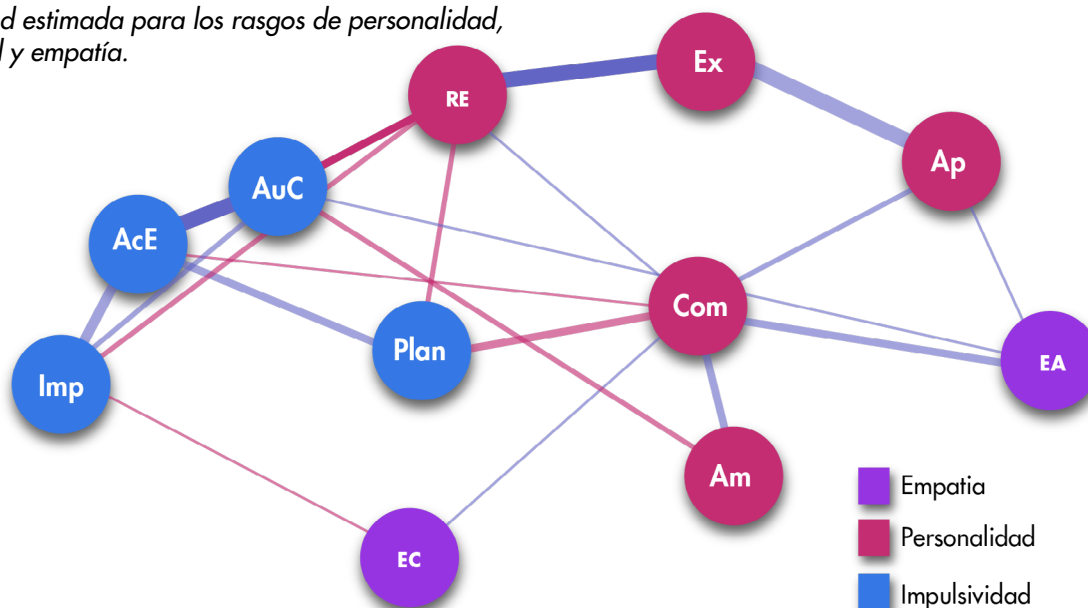 d estimada para los rasgos de personalidad,
d y empatía.
Ex
RE
Ap
AuC
AcE
Com
Plan
EA
Imp
Am
EC
Empatia
Personalidad
Impulsividad